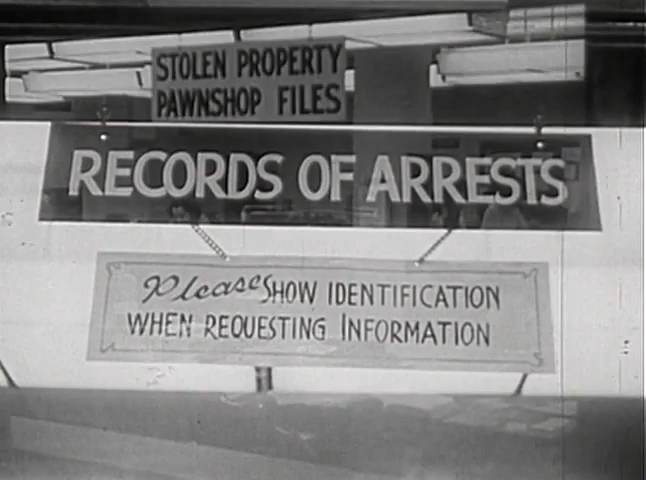 STOLEN PROPERTY
PAWNSHOP FILES
RECORDS OF ARRESTS
Please SHOW IDENTIFICATION
WHEN REQUESTING INFORMATION